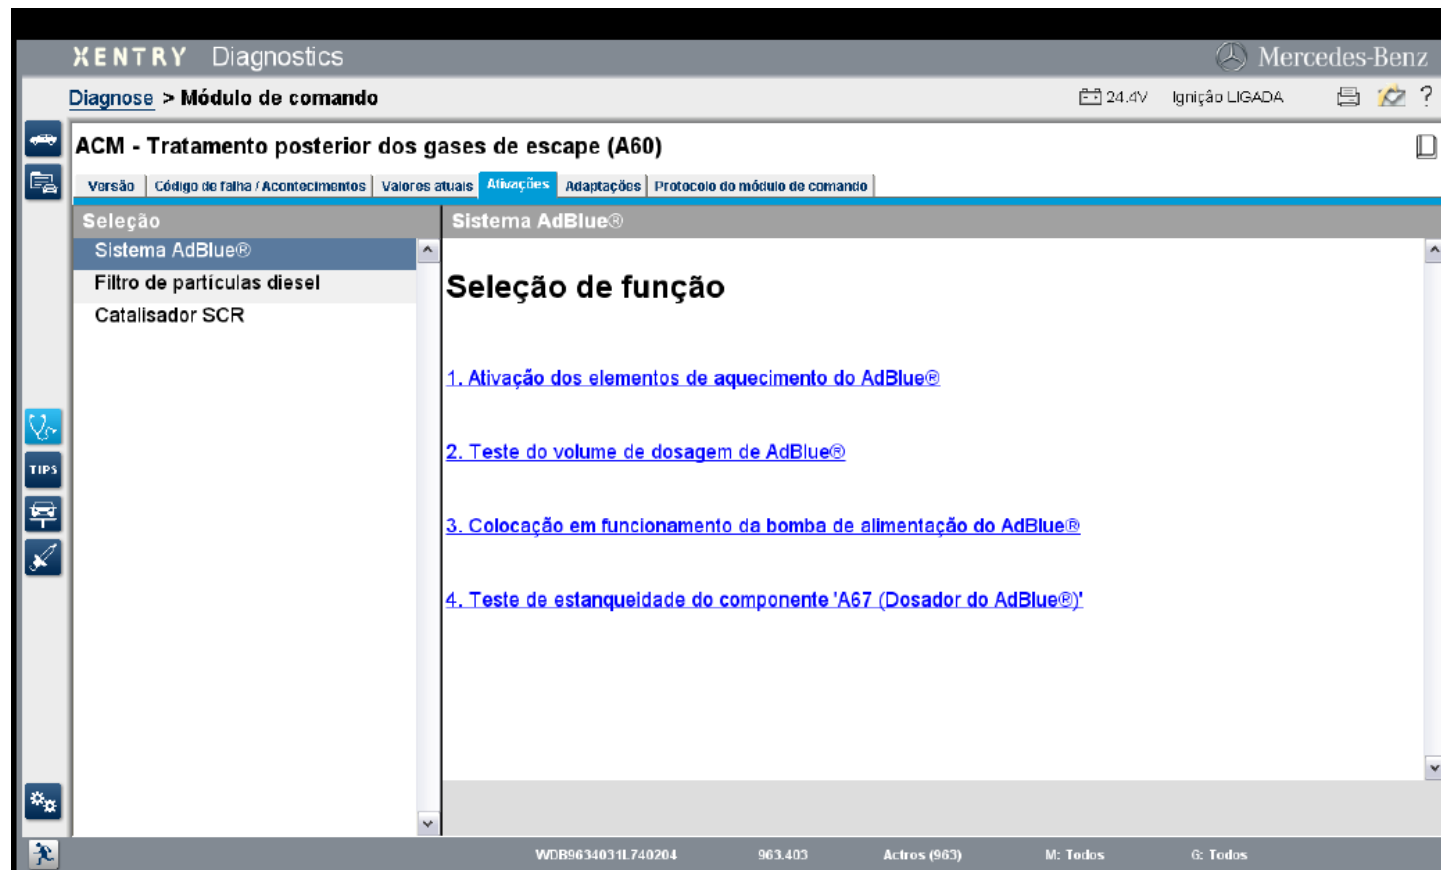 XENTRY Diagnostics
Mercedes-Benz
Diagnose > Módulo de comando
24.4V Ignição LIGADA
?
ACM - Tratamento posterior dos gases de escape (A60)
Versão Código de falha / Acontecimentos Valores atuais Ativações Adaptações Protocolo do módulo de comando
Seleção
Sistema AdBlue®
Filtro de partículas diesel
Catalisador SCR
TIPS
Sistema AdBlue®
Seleção de função
1. Ativação dos elementos de aquecimento do AdBlue®
2. Teste do volume de dosagem de AdBlue®
3. Colocação em funcionamento da bomba de alimentação do AdBlue®
4. Teste de estanqueidade do componente 'A67 (Dosador do AdBlue®)'
WDB9634031L740204 963.403 Actros (963) M: Todos G: Todos